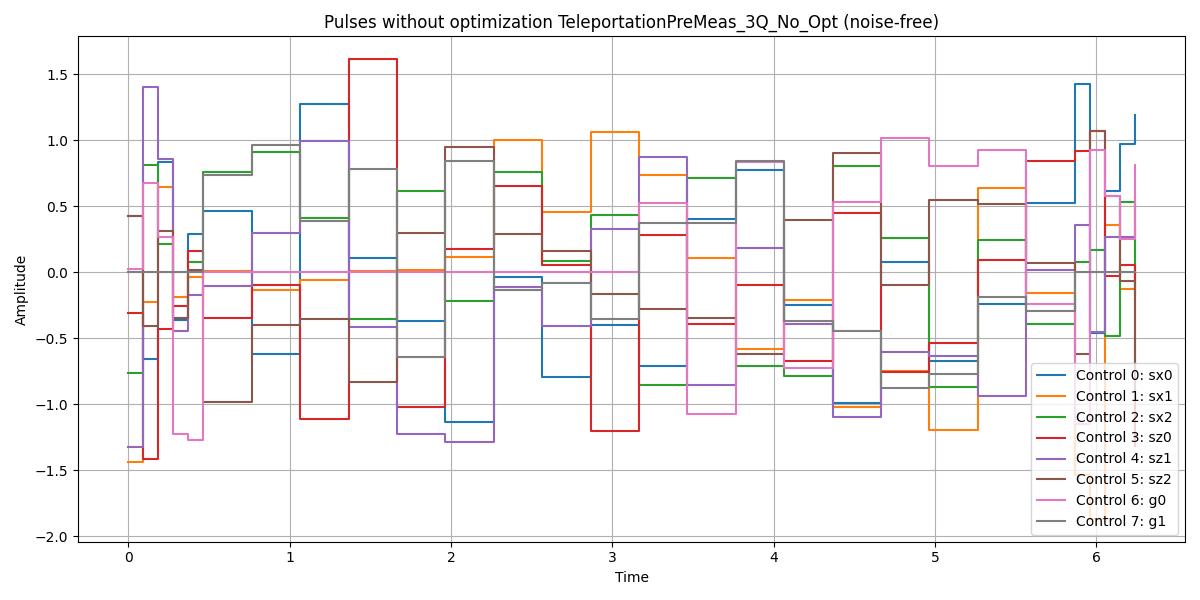 Pulses without optimization TeleportationPreMeas_3Q_No_Opt (noise-free)
Amplitude
1.5
1.0
0.5
0.0
−0.5
−1.0
−1.5
−2.0
0 1 2 3 4 5 6
Time
Control 0: sx0
Control 1: sx1
Control 2: sx2
Control 3: sz0
Control 4: sz1
Control 5: sz2
Control 6: g0
Control 7: g1